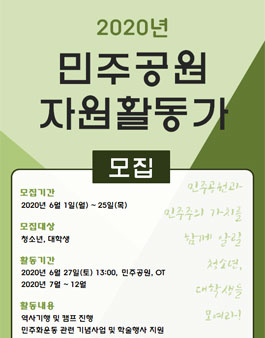 2020년
민주공원
자원활동가
모집
모집기간
2020년 6월 1일(월) ~ 25일(목)
모집대상
청소년, 대학생
활동기간
2020년 6월 27일(토) 13:00, 민주공원, OT
2020년 7월 ~ 12월
활동내용
역사기행 및 캠프 진행
민주화운동 관련 기념사업 및 학술행사 지원
민주공원과
민주주의 가치를
함께 알릴
청소년,
대학생들
모여라!